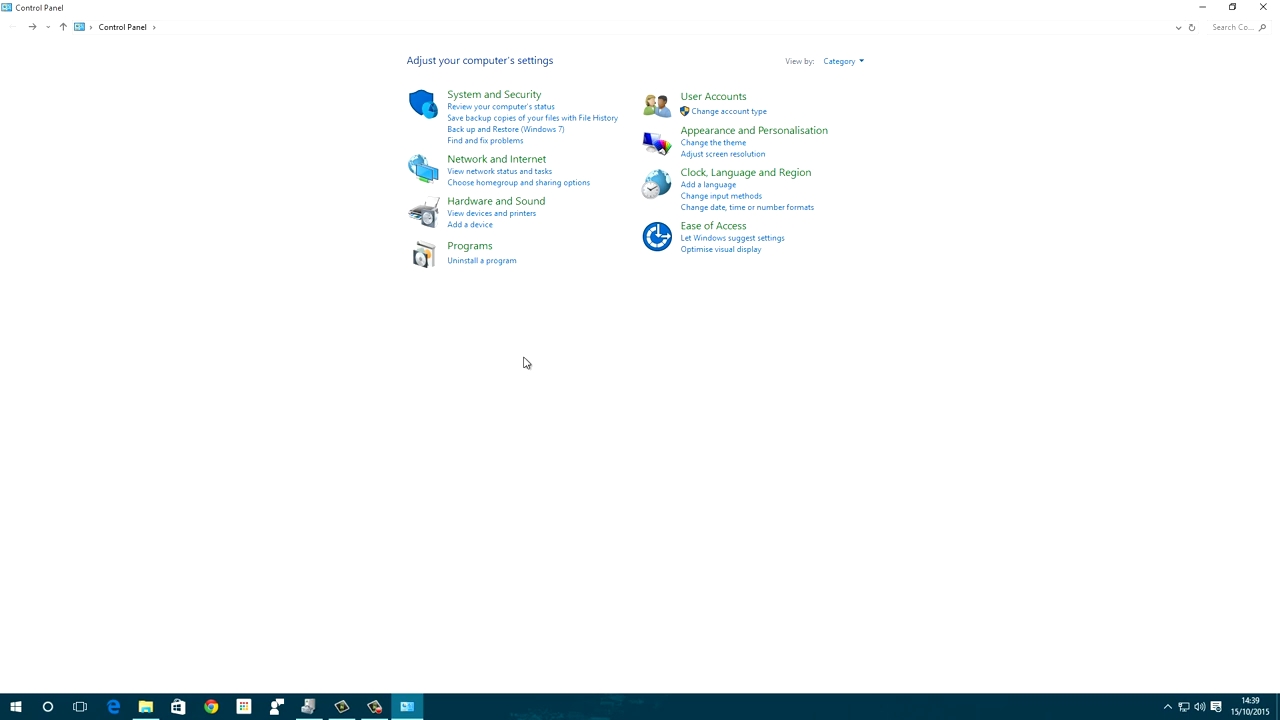 Control Panel
Control Panel
Search Co...
Adjust your computer's settings
View by: Category
System and Security
Review your computer's status
Save backup copies of your files with File History
Back up and Restore (Windows 7)
Find and fix problems
Network and Internet
View network status and tasks
Choose homegroup and sharing options
Hardware and Sound
View devices and printers
Add a device
Programs
Uninstall a program
User Accounts
Change account type
Appearance and Personalisation
Change the theme
Adjust screen resolution
Clock, Language and Region
Add a language
Change input methods
Change date, time or number formats
Ease of Access
Let Windows suggest settings
Optimise visual display
14:39
15/10/2015